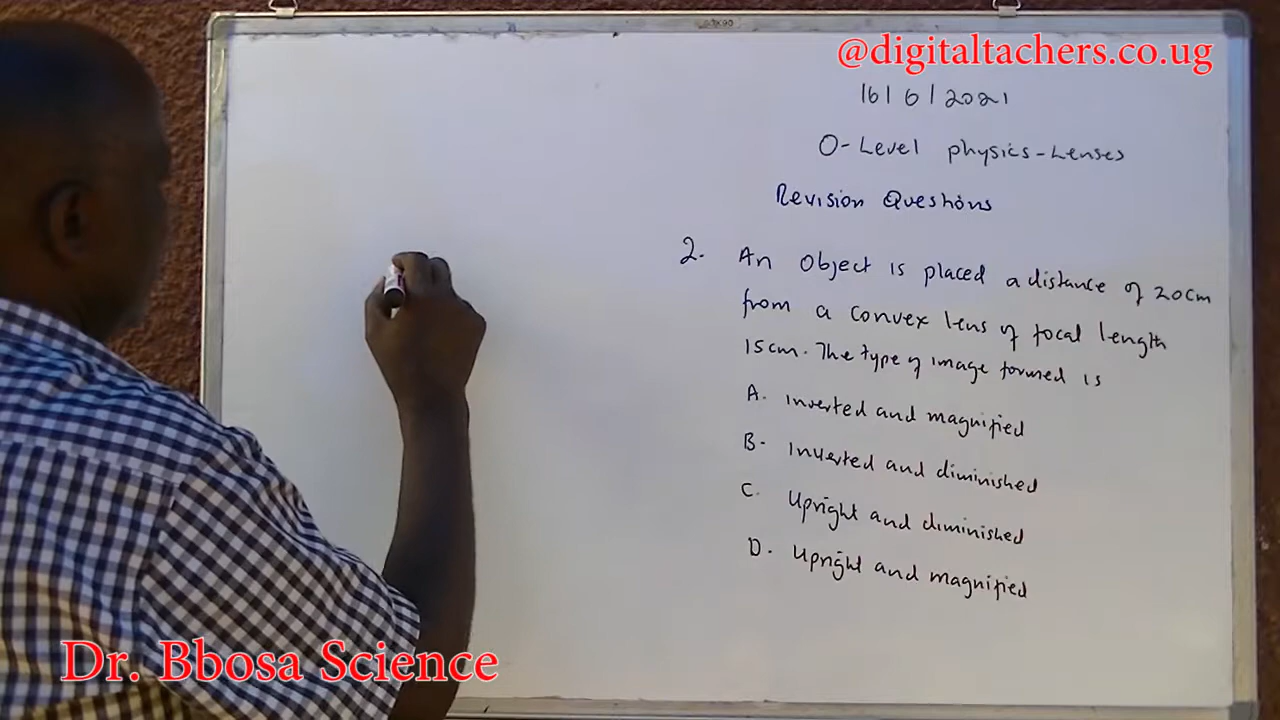 @digitaltachers.co.ug
16/6/2021
O-Level physics-Lenses
Revision Questions
2. An object is placed a distance of 20cm
from a convex lens of focal length
15cm. The type of image formed is
A. Inverted and magnified
B. Inverted and diminished
C. Upright and diminished
D. Upright and magnified
Dr. Bbosa Science